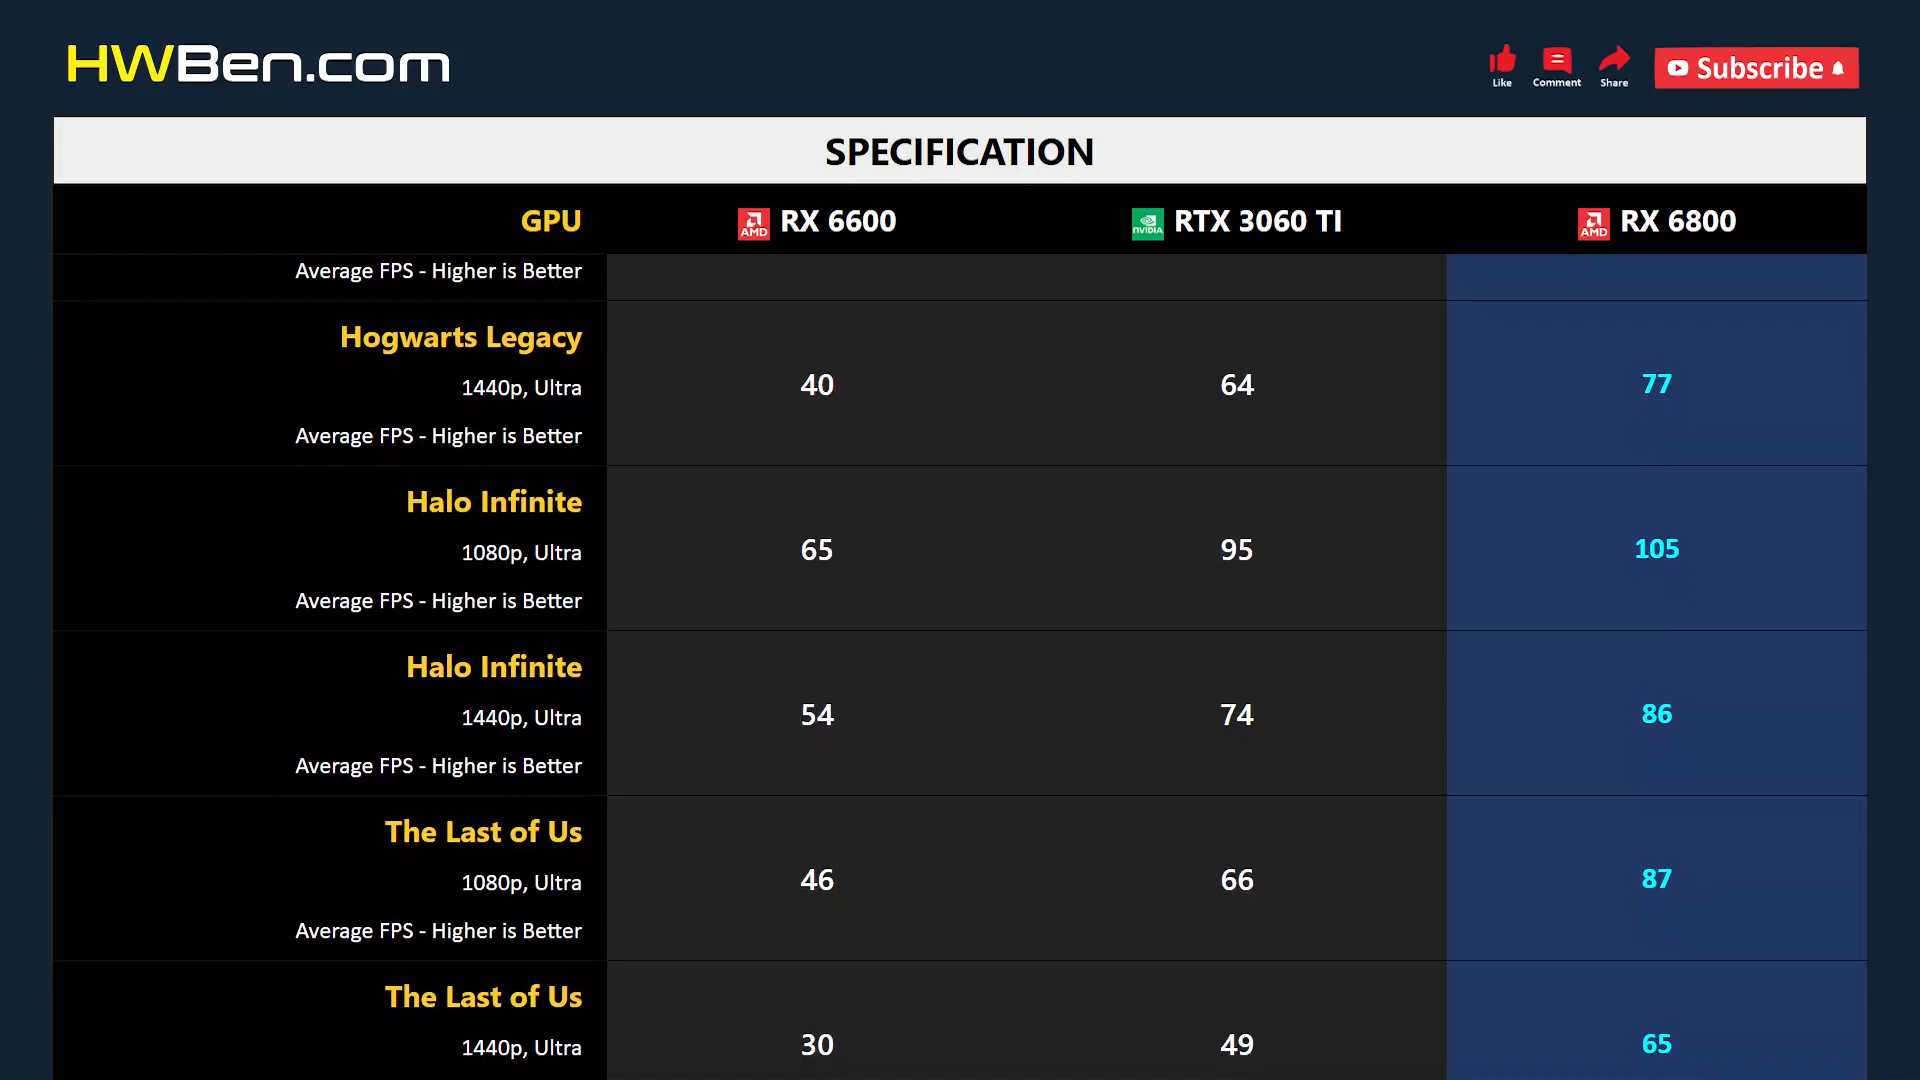 HWBen.com
Like Comment Share Subscribe
SPECIFICATION
GPU AMD RX 6600 NVIDIA RTX 3060 TI AMD RX 6800
Average FPS - Higher is Better
Hogwarts Legacy
1440p, Ultra 40 64 77
Average FPS - Higher is Better
Halo Infinite
1080p, Ultra 65 95 105
Average FPS - Higher is Better
Halo Infinite
1440p, Ultra 54 74 86
Average FPS - Higher is Better
The Last of Us
1080p, Ultra 46 66 87
Average FPS - Higher is Better
The Last of Us
1440p, Ultra 30 49 65